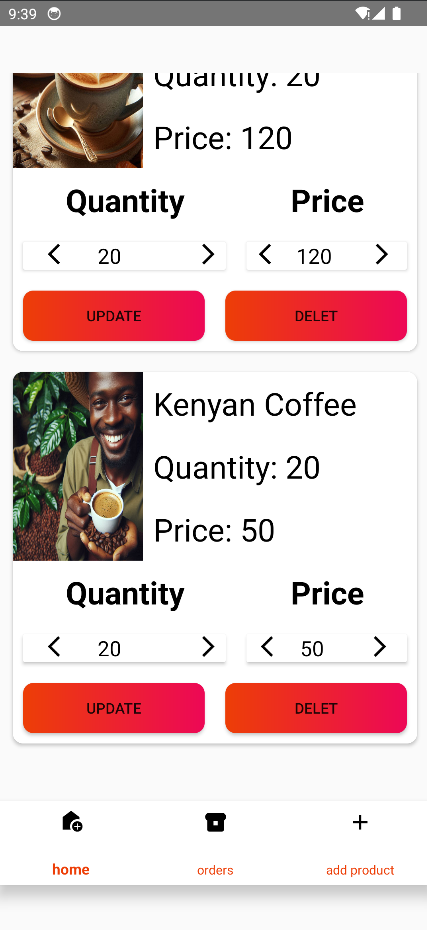 9:39
Quantity: 20
Price: 120
Quantity Price
20 120
UPDATE DELET
Kenyan Coffee
Quantity: 20
Price: 50
Quantity Price
20 50
UPDATE DELET
home orders add product